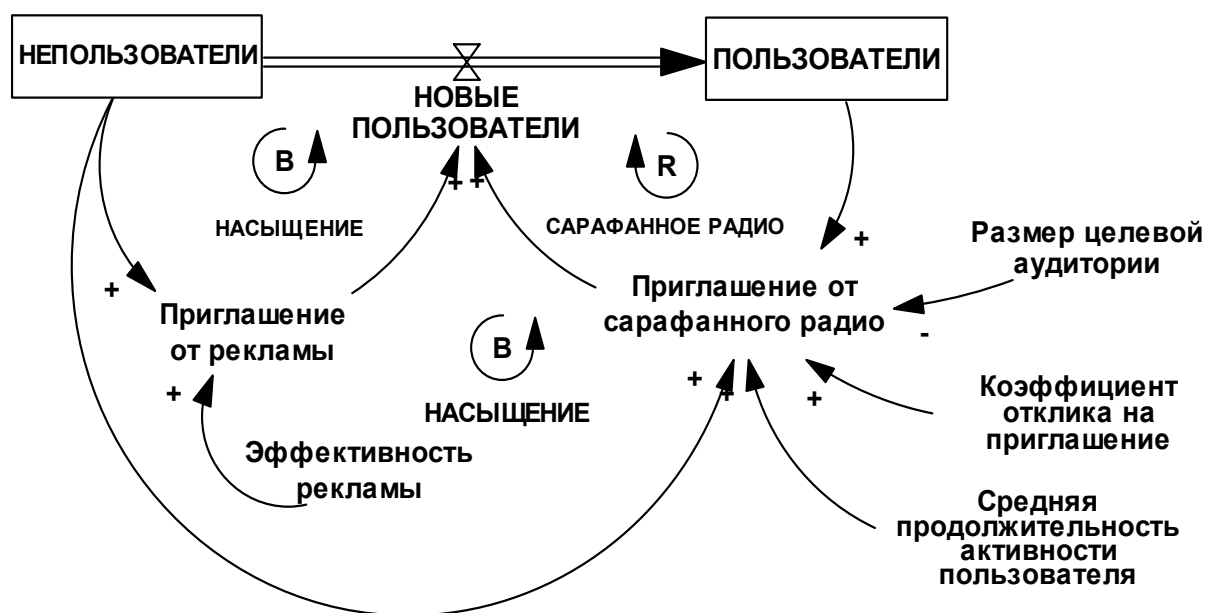 НЕПОЛЬЗОВАТЕЛИ
ПОЛЬЗОВАТЕЛИ
НОВЫЕ
ПОЛЬЗОВАТЕЛИ
B
R
НАСЫЩЕНИЕ
САРАФАННОЕ РАДИО
+
+
+
Размер целевой
аудитории
+
Приглашение
от рекламы
Приглашение от
сарафанного радио
-
B
НАСЫЩЕНИЕ
+
+
+
+
Коэффициент
отклика на
приглашение
Эффективность
рекламы
Средняя
продолжительность
активности
пользователя